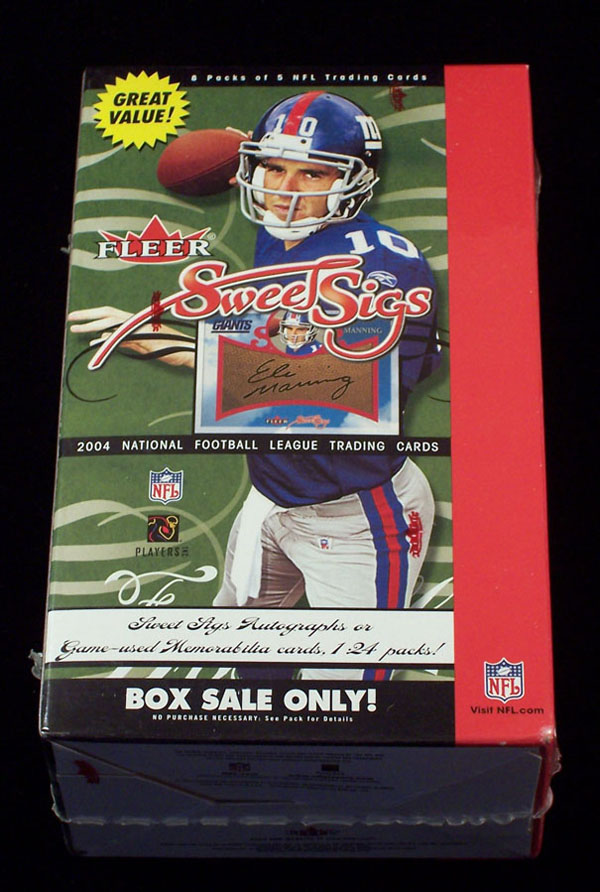 8 Packs of 5 NFL Trading Cards
GREAT
VALUE!
10
10
FLEER®
Sweet Sigs
GIANTS
MANNING
Eli
Manning
2004 NATIONAL FOOTBALL LEAGUE TRADING CARDS
NFL
PLAYERS INC
Sweet Sigs Autographs or
Game-used Memorabilia cards, 1:24 packs!
BOX SALE ONLY!
NO PURCHASE NECESSARY: See Pack for Details
NFL
Visit NFL.com